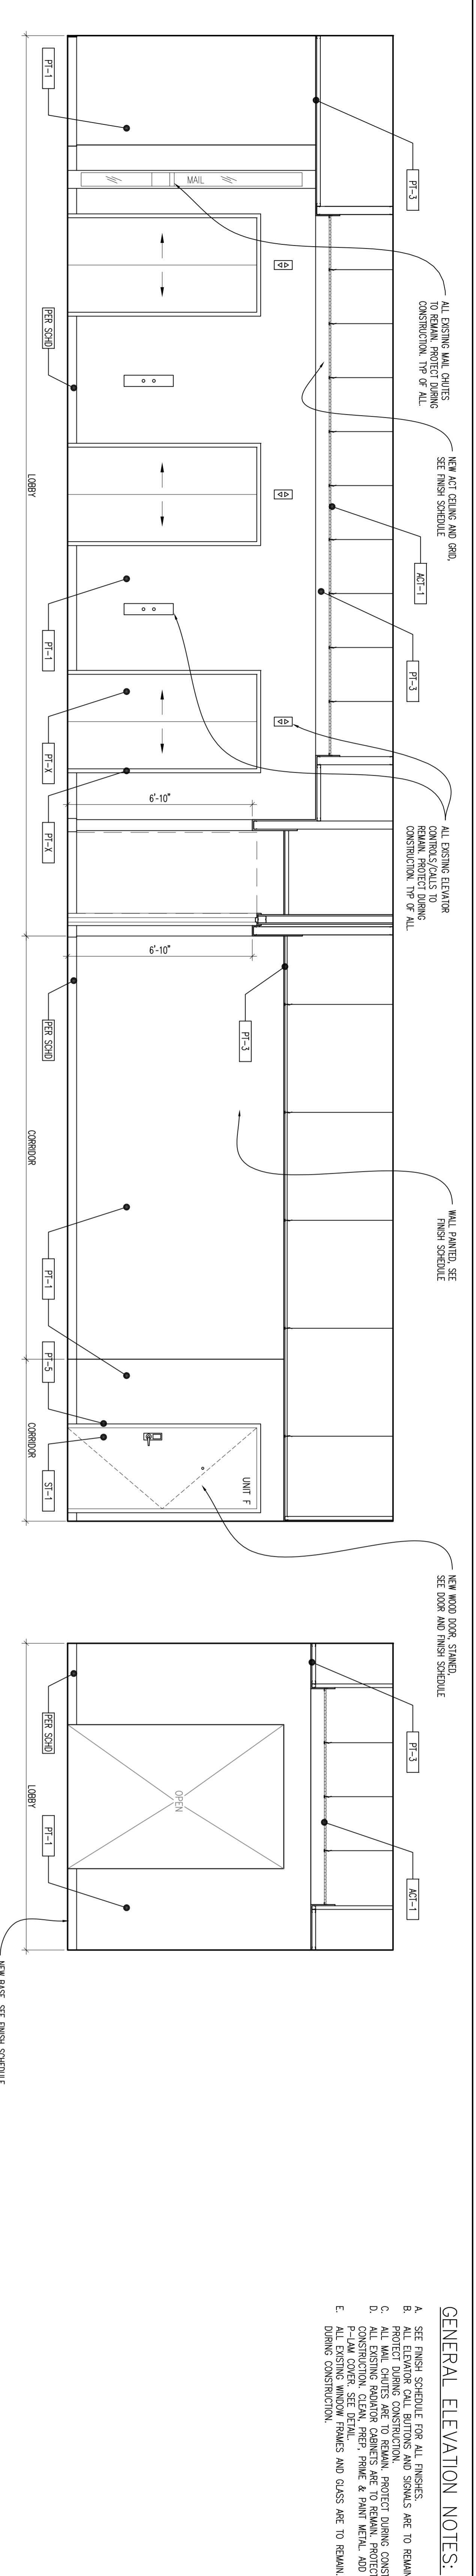 GENERAL ELEVATION NOTES:
A. SEE FINISH SCHEDULE FOR ALL FINISHES.
B. ALL ELEVATOR CALL BUTTONS AND SIGNALS ARE TO REMAIN
PROTECT DURING CONSTRUCTION.
C. ALL MAIL CHUTES ARE TO REMAIN. PROTECT DURING CONST
D. ALL EXISTING RADIATOR CABINETS ARE TO REMAIN. PROTEC
CONSTRUCTION. CLEAN, PREP, PRIME & PAINT METAL. ADD
P-LAM COVER. SEE DETAIL.
E. ALL EXISTING WINDOW FRAMES AND GLASS ARE TO REMAIN.
DURING CONSTRUCTION.
ALL EXISTING MAIL CHUTES
TO REMAIN. PROTECT DURING
CONSTRUCTION. TYP OF ALL.
NEW ACT CEILING AND GRID,
SEE FINISH SCHEDULE
ALL EXISTING ELEVATOR
CONTROLS/CALLS TO
REMAIN. PROTECT DURING
CONSTRUCTION. TYP OF ALL.
WALL PAINTED, SEE
FINISH SCHEDULE
NEW WOOD DOOR, STAINED,
SEE DOOR AND FINISH SCHEDULE
PT-3
ACT-1
PT-3
PT-3
ACT-1
PT-3
MAIL
6'-10"
6'-10"
UNIT F
OPEN
PT-1
PER SCHD
PT-1
PT-X
PT-X
PER SCHD
PT-1
PT-5
ST-1
PER SCHD
PT-1
LOBBY
CORRIDOR
CORRIDOR
LOBBY
NEW BASE, SEE FINISH SCHEDULE